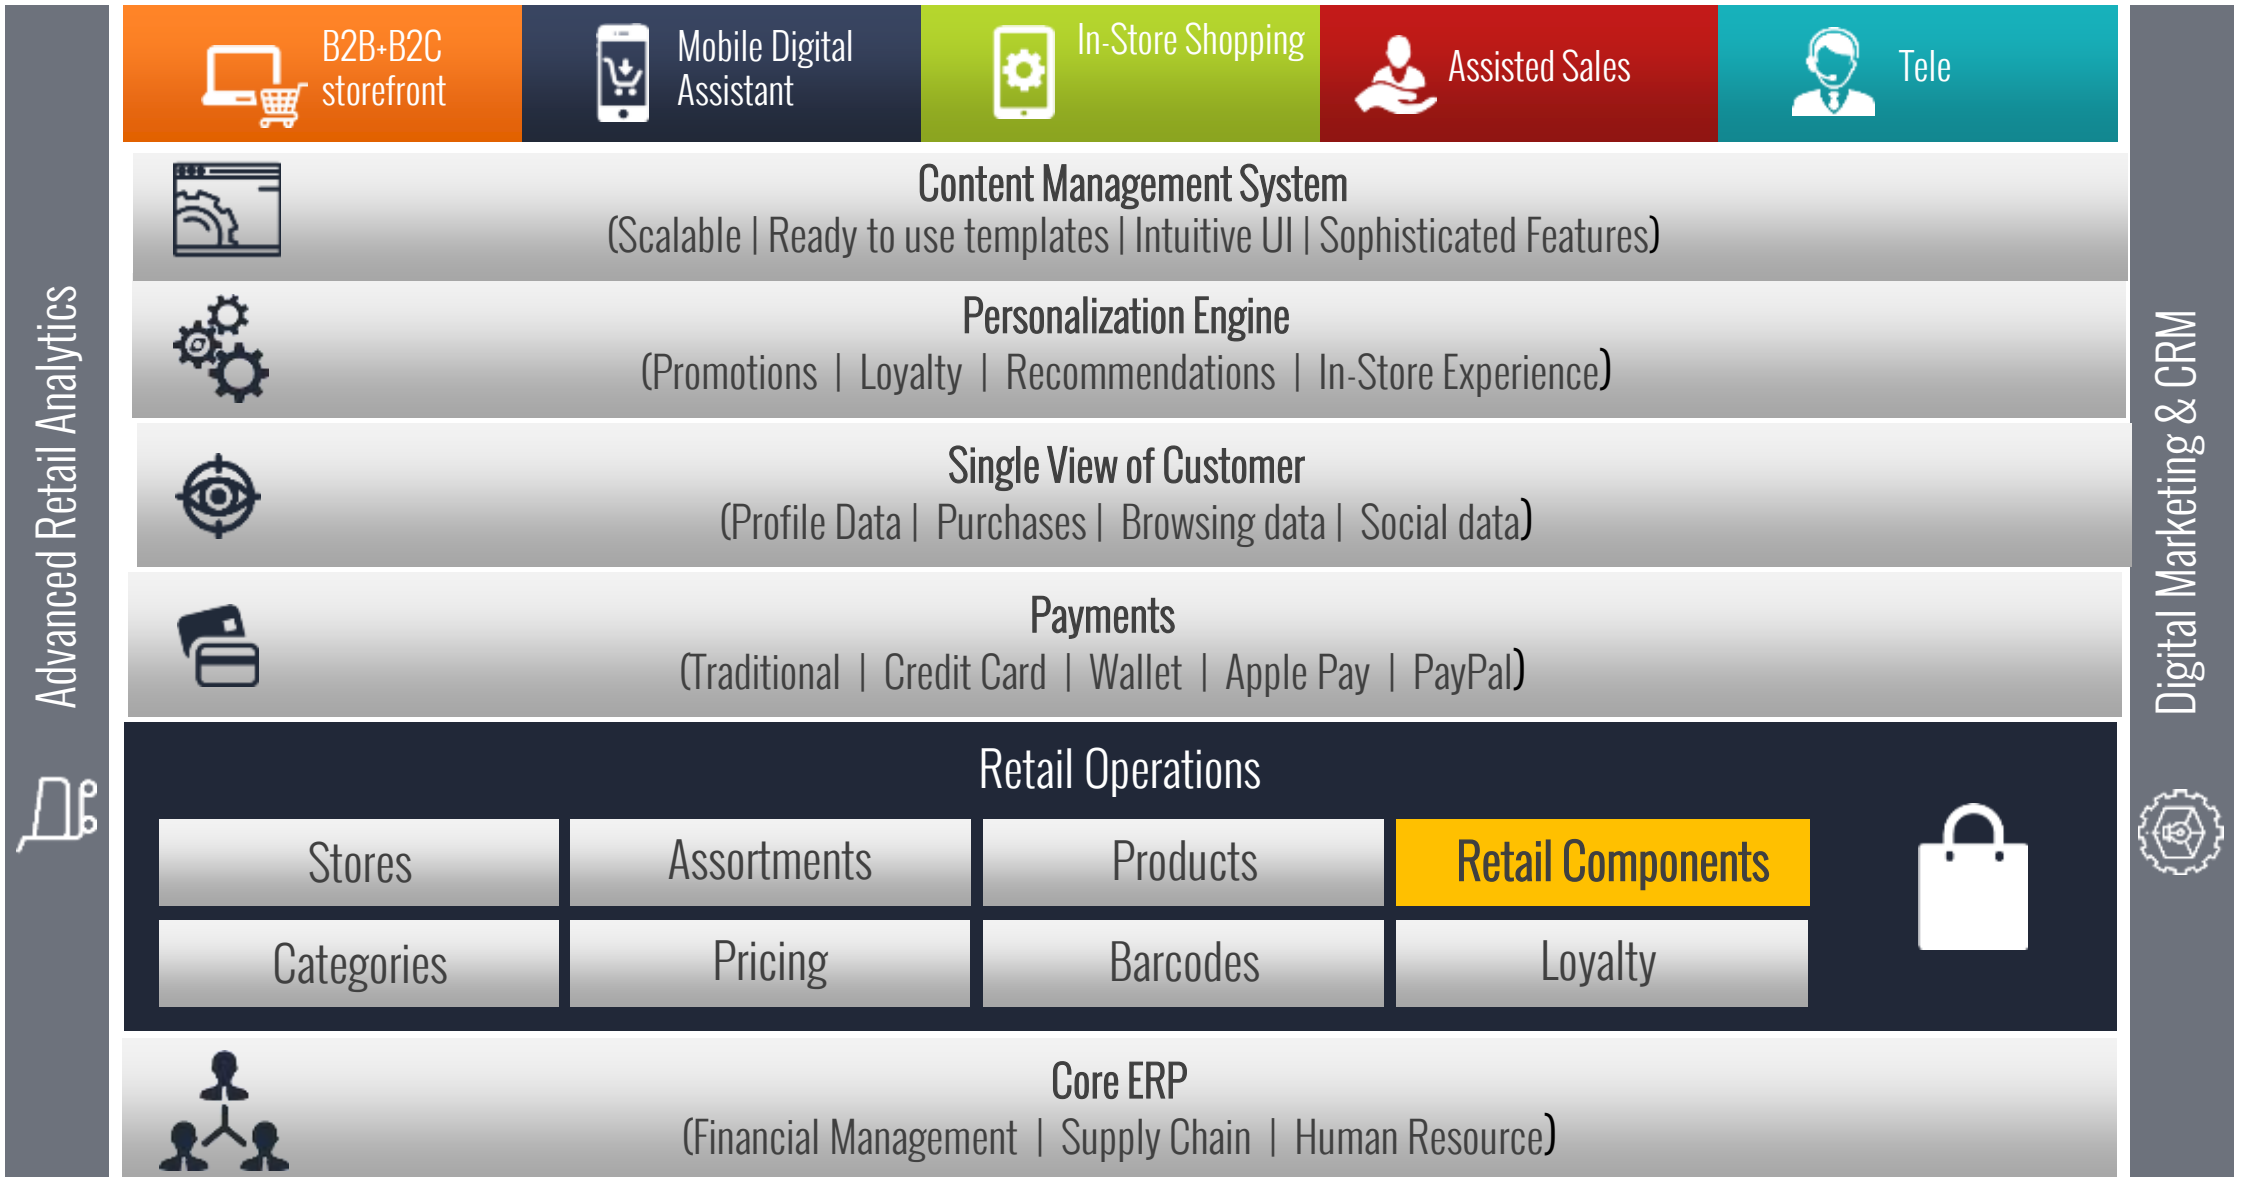 B2B+B2C
storefront
Mobile Digital
Assistant
In-Store Shopping
Assisted Sales
Tele
Advanced Retail Analytics
Content Management System
(Scalable | Ready to use templates | Intuitive UI | Sophisticated Features)
Personalization Engine
(Promotions | Loyalty | Recommendations | In-Store Experience)
Single View of Customer
(Profile Data | Purchases | Browsing data | Social data)
Payments
(Traditional | Credit Card | Wallet | Apple Pay | PayPal)
Retail Operations
Stores
Assortments
Products
Retail Components
Categories
Pricing
Barcodes
Loyalty
Core ERP
(Financial Management | Supply Chain | Human Resource)
Digital Marketing & CRM